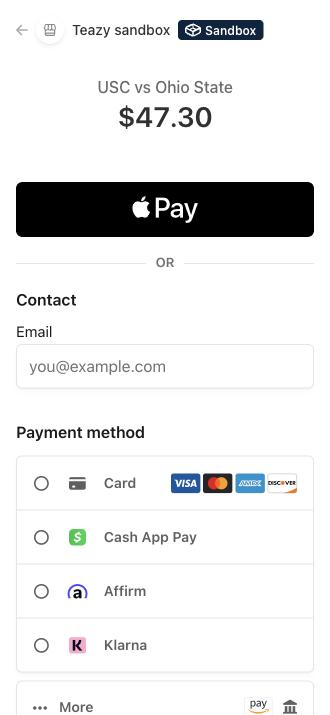 Teazy sandbox Sandbox
USC vs Ohio State
$47.30
Pay
OR
Contact
Email
you@example.com
Payment method
Card VISA AMEX DISCOVER
$ Cash App Pay
a Affirm
K Klarna
More pay